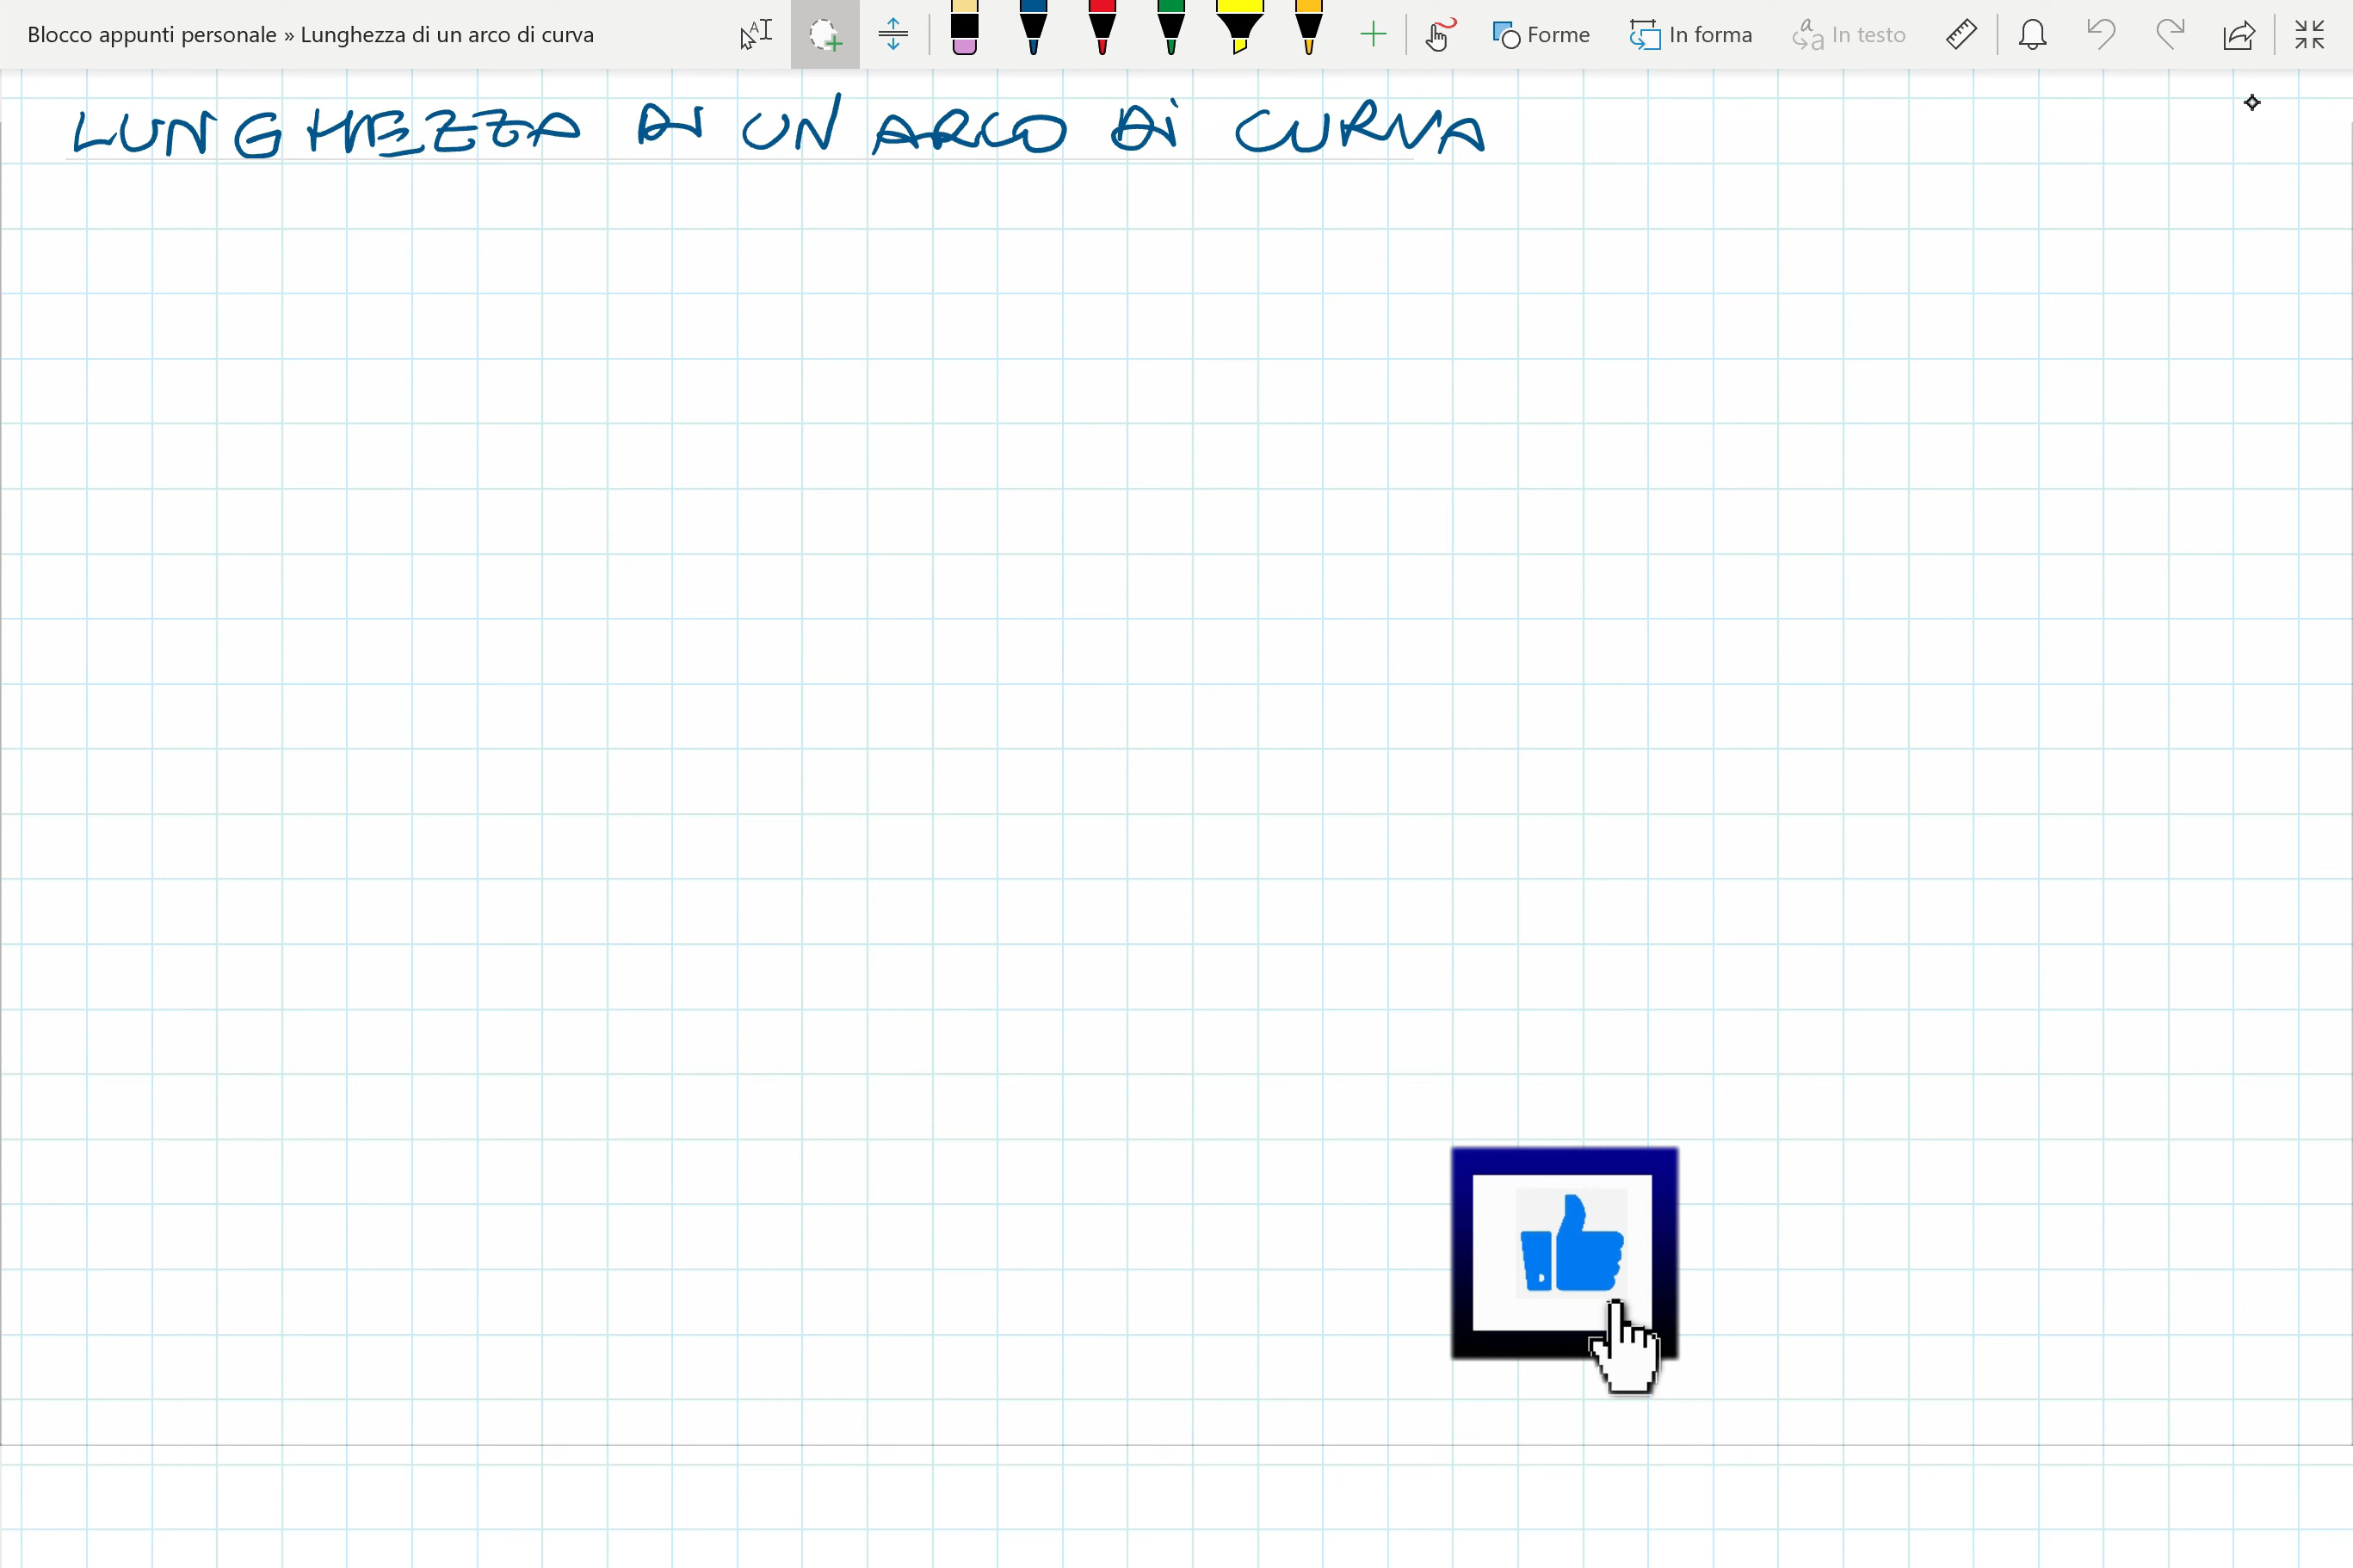 Blocco appunti personale » Lunghezza di un arco di curva
Forme
In forma
In testo
LUNGHEZZA DI UN ARCO DI CURVA